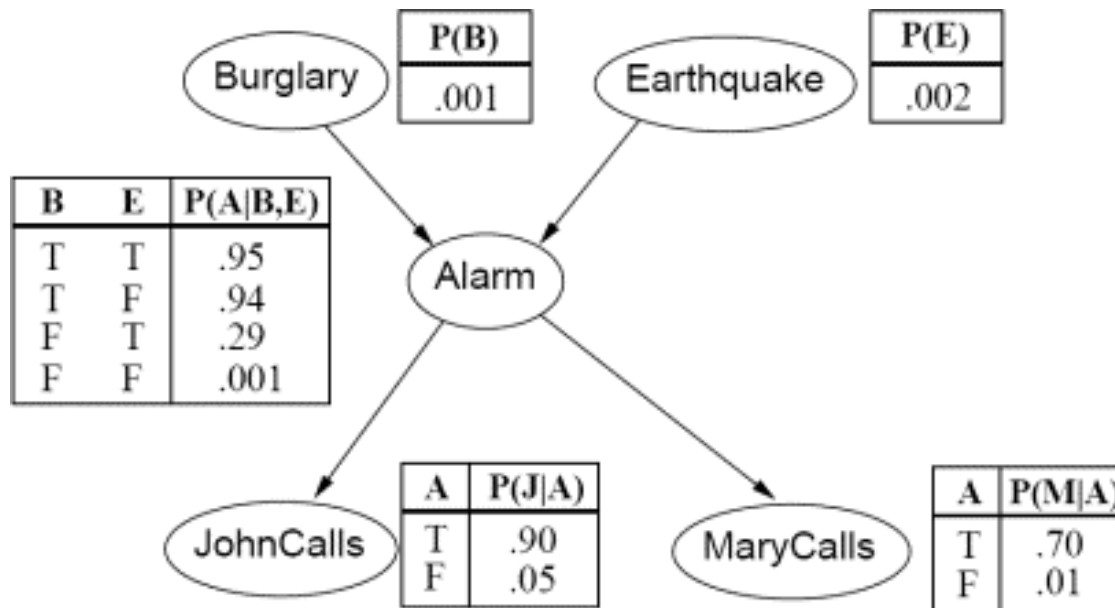 Burglary
P(B)
.001
Earthquake
P(E)
.002
B E P(A|B,E)
T T .95
T F .94
F T .29
F F .001
Alarm
JohnCalls
A P(J|A)
T .90
F .05
MaryCalls
A P(M|A)
T .70
F .01